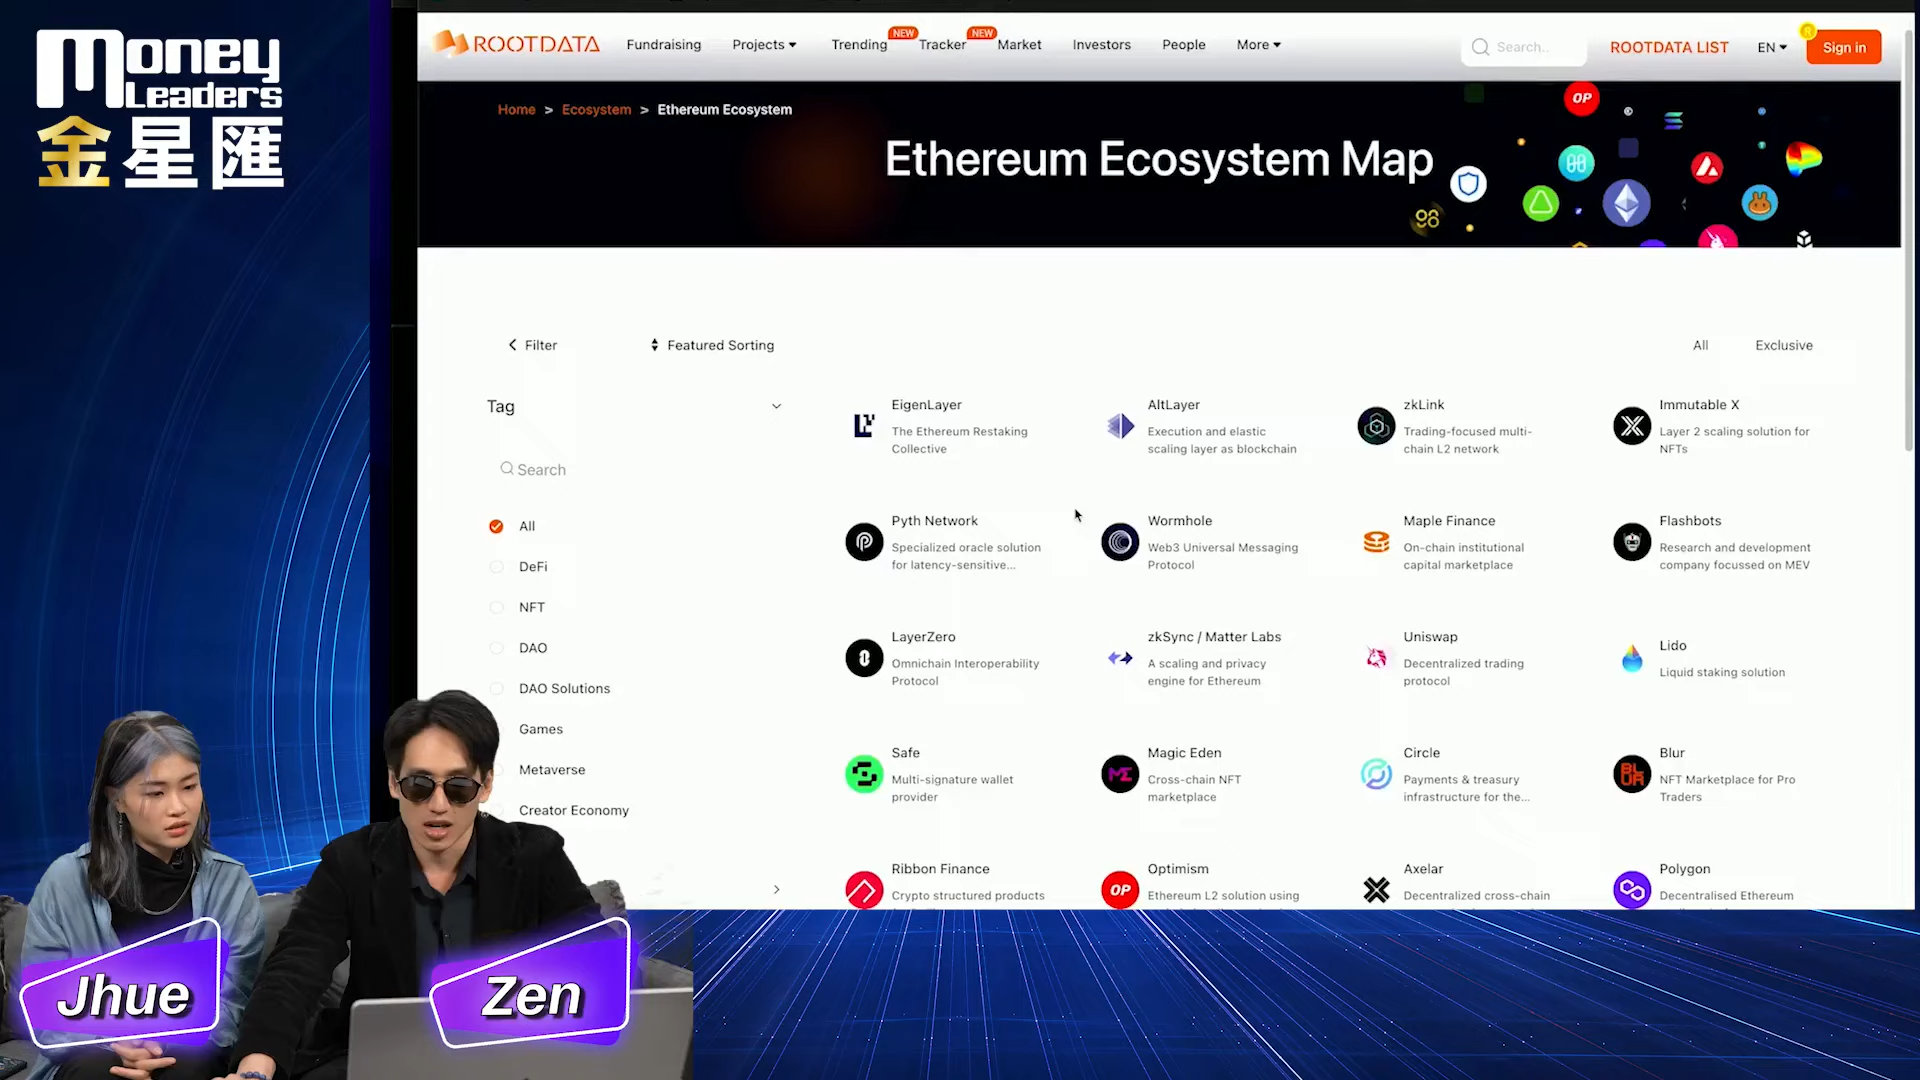 Money
Leaders
金星匯
ROOTDATA
Fundraising
Projects
Trending
NEW
Tracker
NEW
Market
Investors
People
More
Search..
ROOTDATA LIST
EN
Sign in
Home > Ecosystem > Ethereum Ecosystem
Ethereum Ecosystem Map
OP
Filter
Featured Sorting
All
Exclusive
Tag
Search
All
DeFi
NFT
DAO
DAO Solutions
Games
Metaverse
Creator Economy
EigenLayer
The Ethereum Restaking
Collective
AltLayer
Execution and elastic
scaling layer as blockchain
zkLink
Trading-focused multi-
chain L2 network
Immutable X
Layer 2 scaling solution for
NFTs
Pyth Network
Specialized oracle solution
for latency-sensitive...
Wormhole
Web3 Universal Messaging
Protocol
Maple Finance
On-chain institutional
capital marketplace
Flashbots
Research and development
company focussed on MEV
LayerZero
Omnichain Interoperability
Protocol
zkSync / Matter Labs
A scaling and privacy
engine for Ethereum
Uniswap
Decentralized trading
protocol
Lido
Liquid staking solution
Safe
Multi-signature wallet
provider
ME
Magic Eden
Cross-chain NFT
marketplace
Circle
Payments & treasury
infrastructure for the...
BLUR
Blur
NFT Marketplace for Pro
Traders
Ribbon Finance
Crypto structured products
OP
Optimism
Ethereum L2 solution using
Axelar
Decentralized cross-chain
Polygon
Decentralised Ethereum
Jhue
Zen